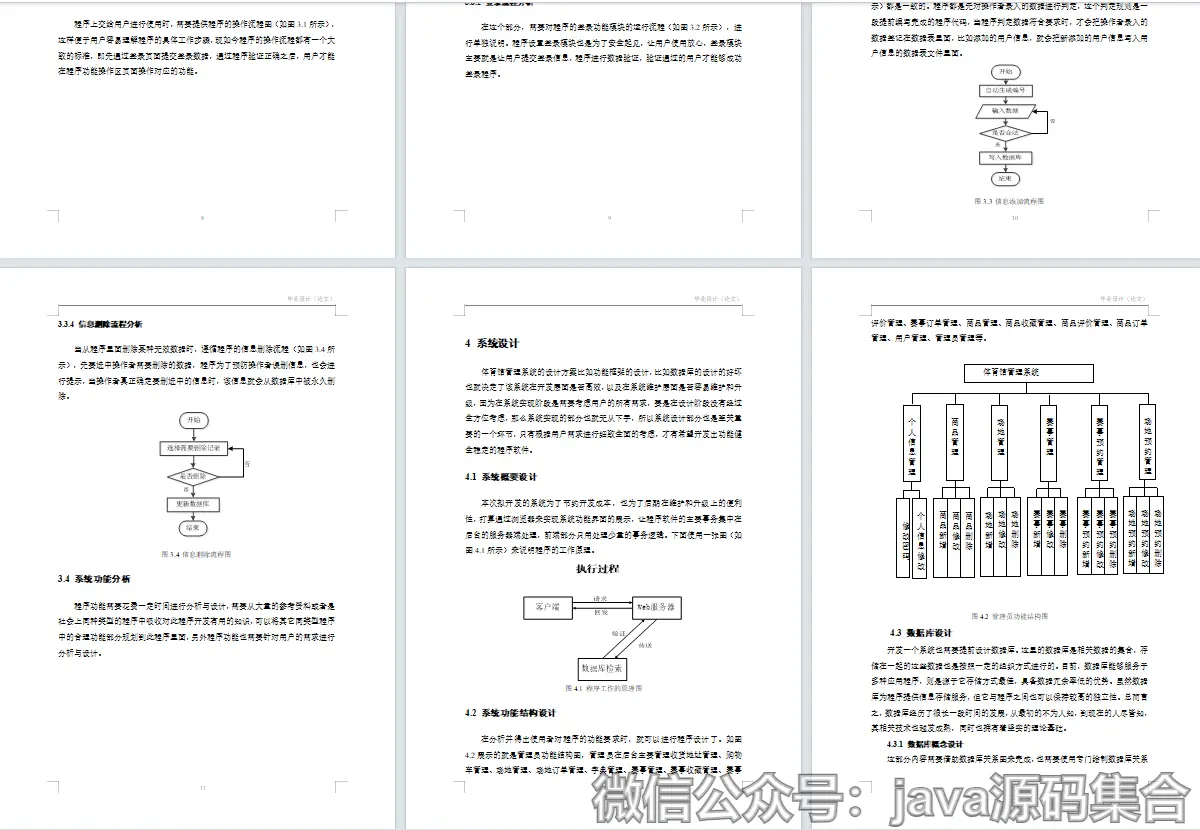 程序上交给用户进行使用时，需要提供程序的操作流程图（如图 3.1 所示），
这样便于用户容易理解程序的具体工作步骤，现如今程序的操作流程都有一个大
致的标准，即先通过登录页面提交登录数据，通过程序验证正确之后，用户才能
在程序功能操作区页面操作对应的功能。
8
在这个部分，需要对程序的登录功能模块的运行流程（如图 3.2 所示），进
行单独说明。程序设置登录模块也是为了安全起见，让用户使用放心，登录模块
主要就是让用户提交登录信息，程序进行数据验证，验证通过的用户才能够成功
登录程序。
9
示）都是一致的。程序都是先对操作者录入的数据进行判定，这个判定规则是一
段提前编写完成的程序代码，当程序判定数据符合要求时，才会把操作者录入的
数据登记在数据表里面，比如添加的用户信息，就会把新添加的用户信息写入用
户信息的数据表文件里面。
开始
自动生成编号
输入数据
否
是否合法
是
写入数据库
结束
图 3.3 信息添加流程图
10
毕业设计（论文）
3.3.4 信息删除流程分析
当从程序里面删除某种无效数据时，遵循程序的信息删除流程（如图 3.4 所
示），先要选中操作者需要删除的数据，程序为了预防操作者误删信息，也会进
行提示，当操作者真正确定要删选中的信息时，该信息就会从数据库中被永久删
除。
开始
选择需要删除记录
否
是否删除
是
更新数据库
结束
图 3.4 信息删除流程图
3.4 系统功能分析
程序功能需要花费一定时间进行分析与设计，需要从大量的参考资料或者是
社会上同种类型的程序中吸收对此程序开发有用的知识，可以将其它同类型程序
中的合理功能部分规划到此程序里面，另外程序功能也需要针对用户的需求进行
分析与设计。
11
毕业设计（论文）
4 系统设计
体育馆管理系统的设计方案比如功能框架的设计，比如数据库的设计的好坏
也就决定了该系统在开发层面是否高效，以及在系统维护层面是否容易维护和升
级，因为在系统实现阶段是需要考虑用户的所有需求，要是在设计阶段没有经过
全方位考虑，那么系统实现的部分也就无从下手，所以系统设计部分也是至关重
要的一个环节，只有根据用户需求进行细致全面的考虑，才有希望开发出功能健
全稳定的程序软件。
4.1 系统概要设计
本次拟开发的系统为了节约开发成本，也为了后期在维护和升级上的便利
性，打算通过浏览器来实现系统功能界面的展示，让程序软件的主要事务集中在
后台的服务器端处理，前端部分只用处理少量的事务逻辑。下面使用一张图（如
图 4.1 所示）来说明程序的工作原理。
执行过程
客户端
请求
回发
Web服务器
验证
传送
数据库检索
图 4.1 程序工作的原理图
4.2 系统功能结构设计
在分析并得出使用者对程序的功能要求时，就可以进行程序设计了。如图
4.2 展示的就是管理员功能结构图，管理员在后台主要管理收货地址管理、购物
车管理、场地管理、场地订单管理、字典管理、赛事管理、赛事收藏管理、赛事
毕业设计（论文）
评价管理、赛事订单管理、商品管理、商品收藏管理、商品评价管理、商品订单
管理、用户管理、管理员管理等。
体育馆管理系统
个人信息管理
商品管理
场地管理
赛事管理
赛事预约管理
场地预约管理
修改密码
个人信息修改
商品新增
商品修改
商品删除
场地新增
场地修改
场地删除
赛事新增
赛事修改
赛事删除
赛事预约新增
赛事预约修改
赛事预约删除
场地预约新增
场地预约修改
场地预约删除
图 4.2 管理员功能结构图
4.3 数据库设计
开发一个系统也需要提前设计数据库。这里的数据库是相关数据的集合，存
储在一起的这些数据也是按照一定的组织方式进行的。目前，数据库能够服务于
多种应用程序，则是源于它存储方式最佳，具备数据冗余率低的优势。虽然数据
库为程序提供信息存储服务，但它与程序之间也可以保持较高的独立性。总而言
之，数据库经历了很长一段时间的发展，从最初的不为人知，到现在的人尽皆知，
其相关技术也越发成熟，同时也拥有着坚实的理论基础。
4.3.1 数据库概念设计
这部分内容需要借助数据库关系图来完成，也需要使用专门绘制数据库关系
微信公众号：java源码集合